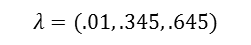 λ = (.01, .345, .645)